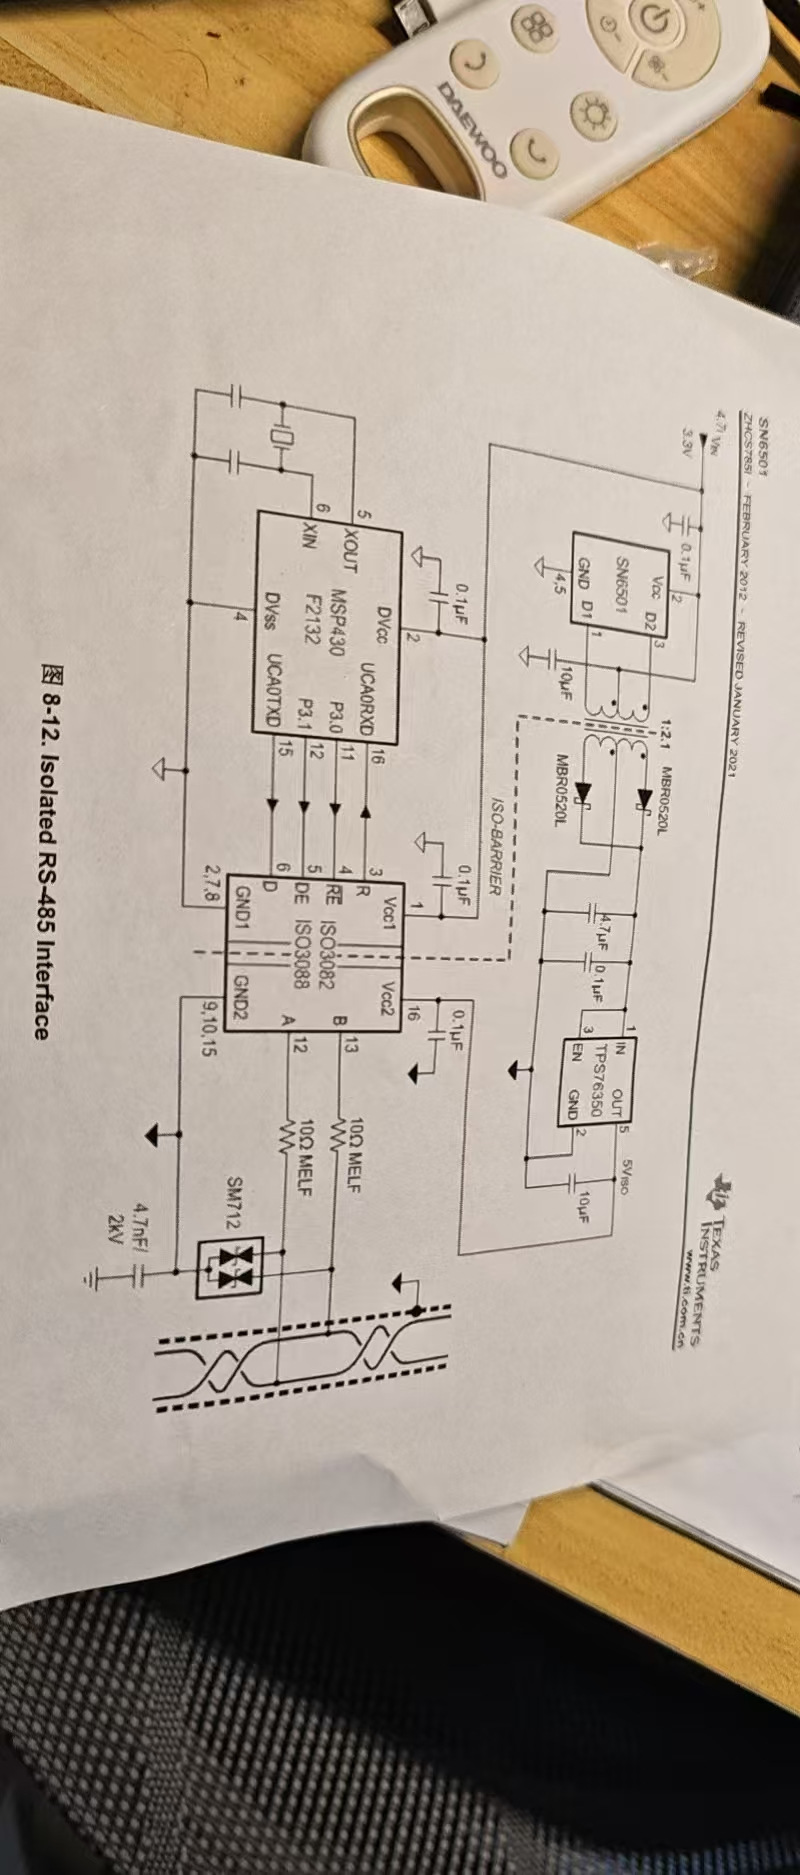 DAEWOO
SN6501
ZHCS785I - FEBRUARY 2012 - REVISED JANUARY 2021
TEXAS
INSTRUMENTS
www.ti.com.cn
VIN
3.3V
0.1µF
2
Vcc
D2
3
SN6501
GND
D1
4,5
1
10µF
1:2.1
MBR0520L
MBR0520L
4.7µF
0.1µF
1
IN
OUT
5
TPS76350
3
EN
GND
2
5VISO
10µF
ISO-BARRIER
0.1µF
2
DVcc
5
XOUT
6
XIN
MSP430
F2132
UCA0RXD
16
P3.0
11
P3.1
12
UCA0TXD
15
DVss
4
0.1µF
1
Vcc1
Vcc2
16
0.1µF
3
R
4
RE
5
DE
6
D
ISO3082
ISO3088
B
13
A
12
GND1
GND2
2,7,8
9,10,15
10Ω MELF
10Ω MELF
SM712
4.7nF/
2kV
图 8-12. Isolated RS-485 Interface